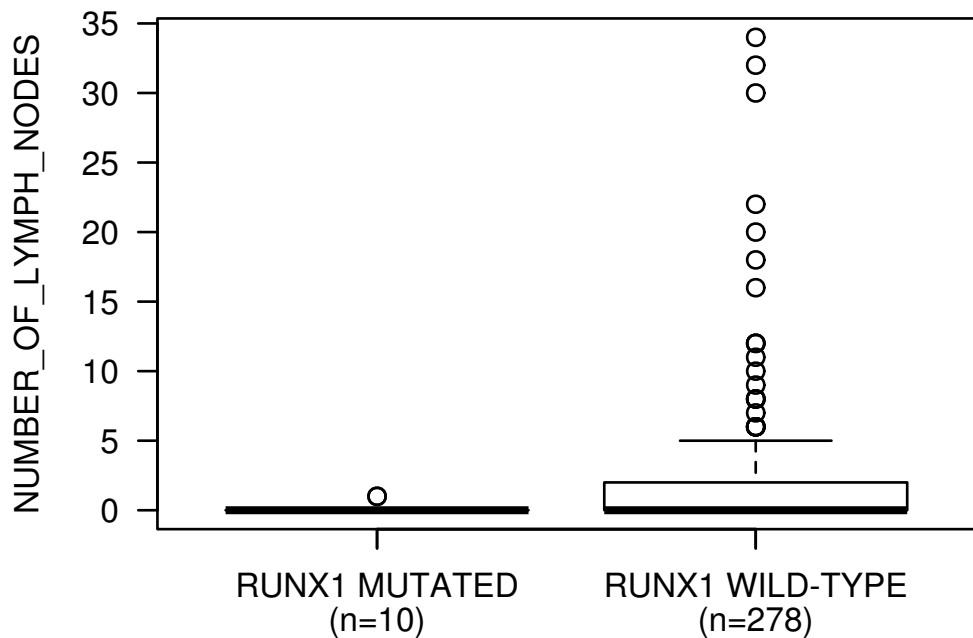 NUMBER_OF_LYMPH_NODES
35
30
25
20
15
10
5
0
RUNX1 MUTATED
(n=10)
RUNX1 WILD-TYPE
(n=278)